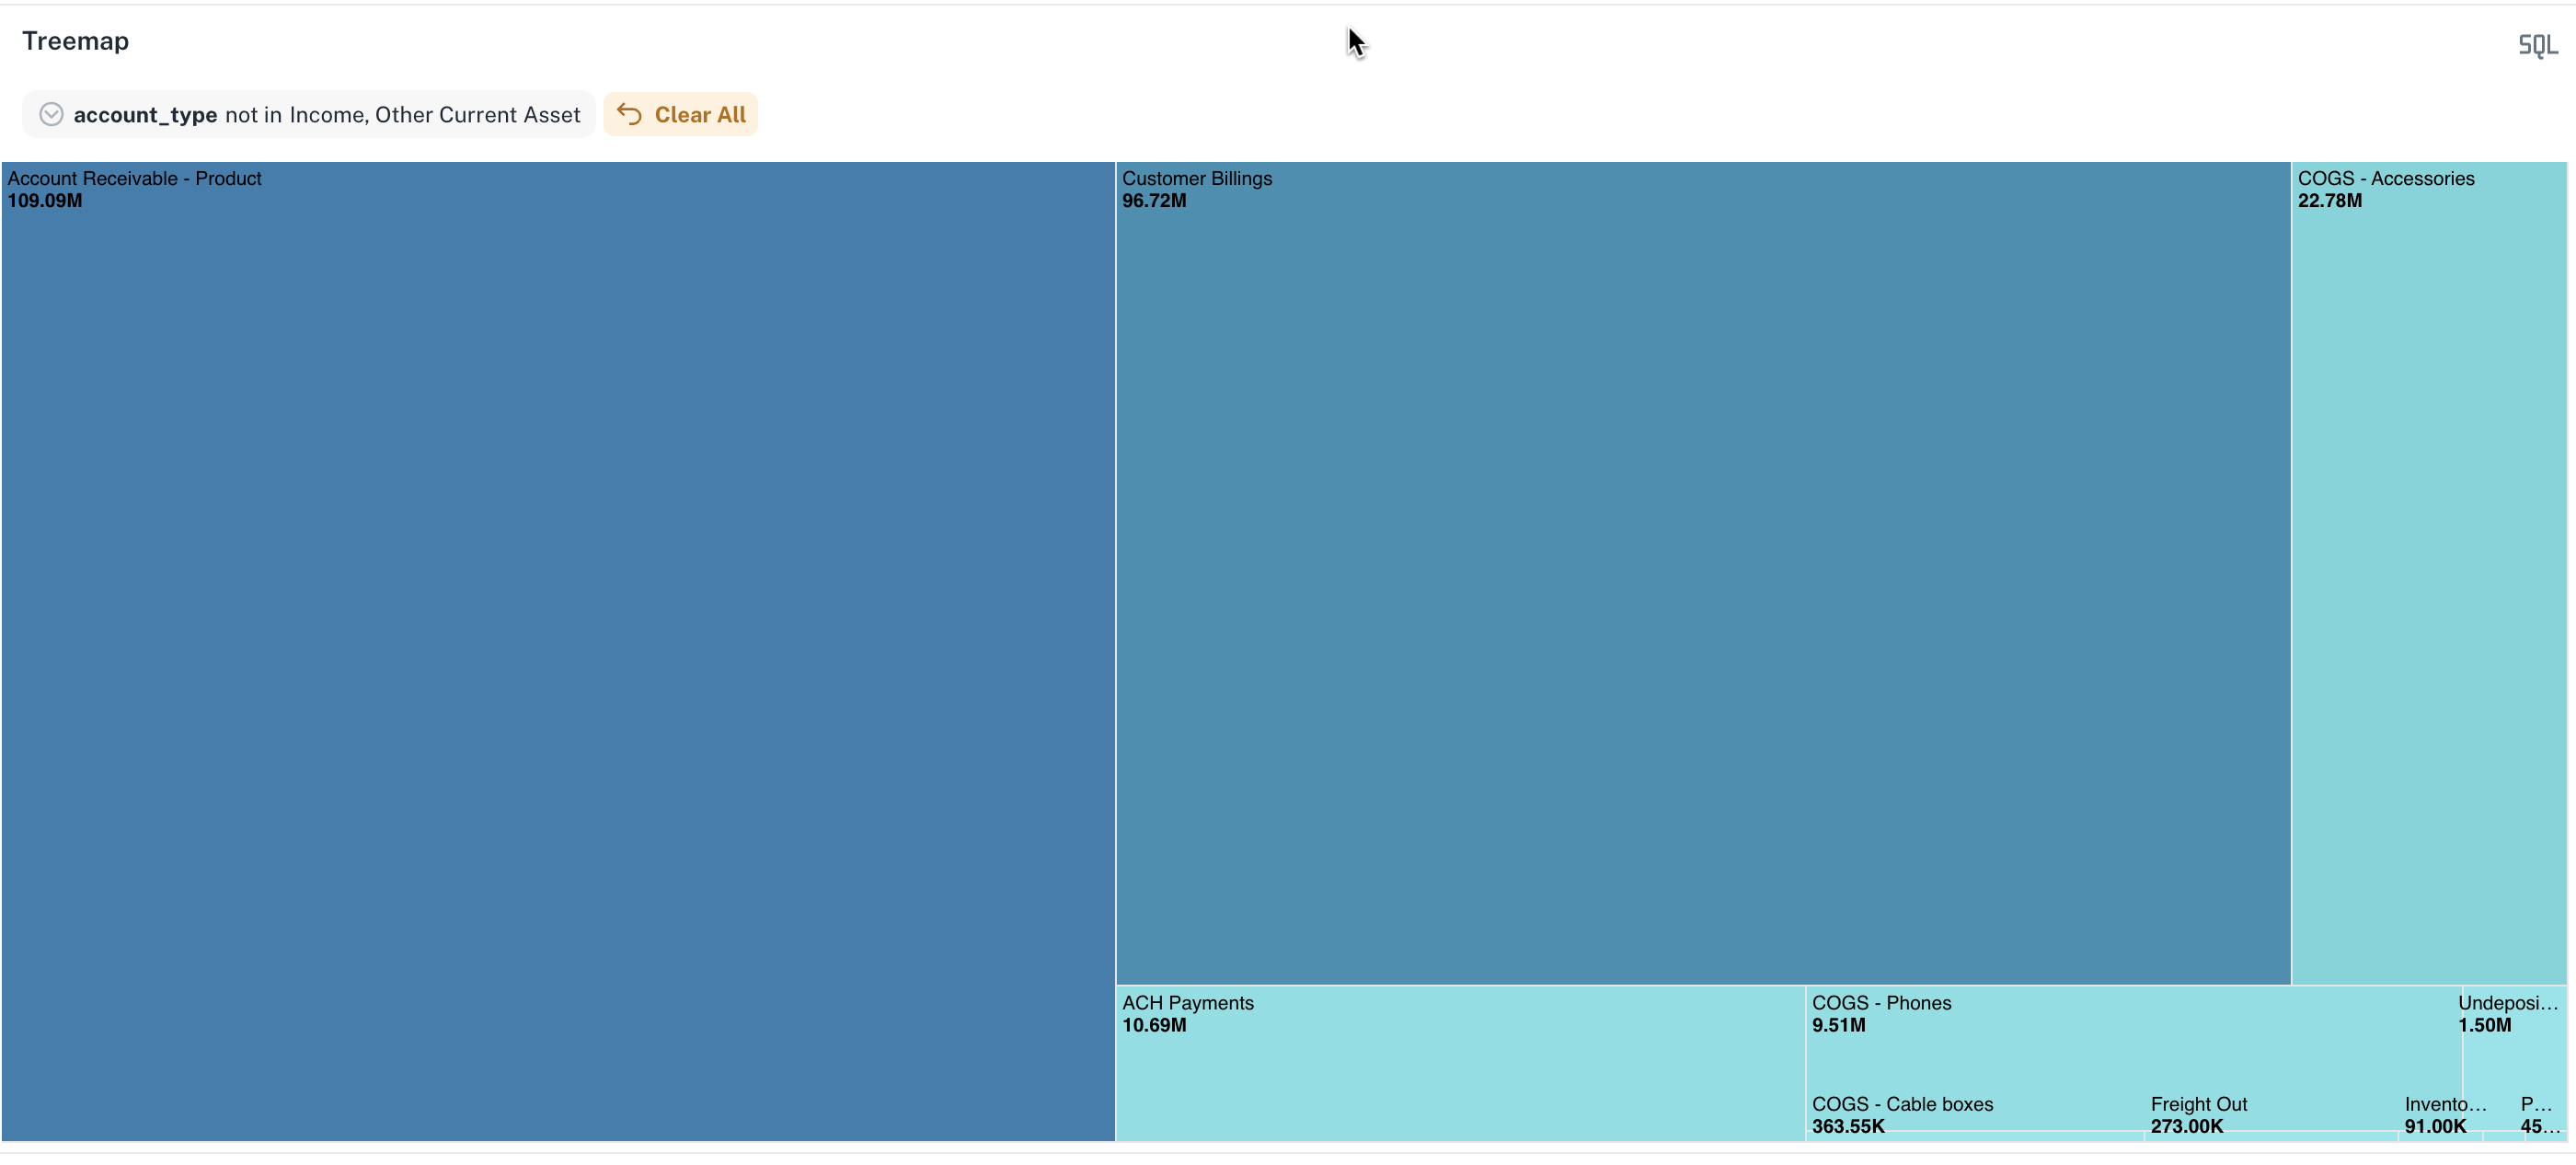 Treemap
SQL
account_type not in Income, Other Current Asset
Clear All
Account Receivable - Product
109.09M
Customer Billings
96.72M
COGS - Accessories
22.78M
ACH Payments
10.69M
COGS - Phones
9.51M
Undeposi…
1.50M
COGS - Cable boxes
363.55K
Freight Out
273.00K
Invento…
91.00K
P…
45…